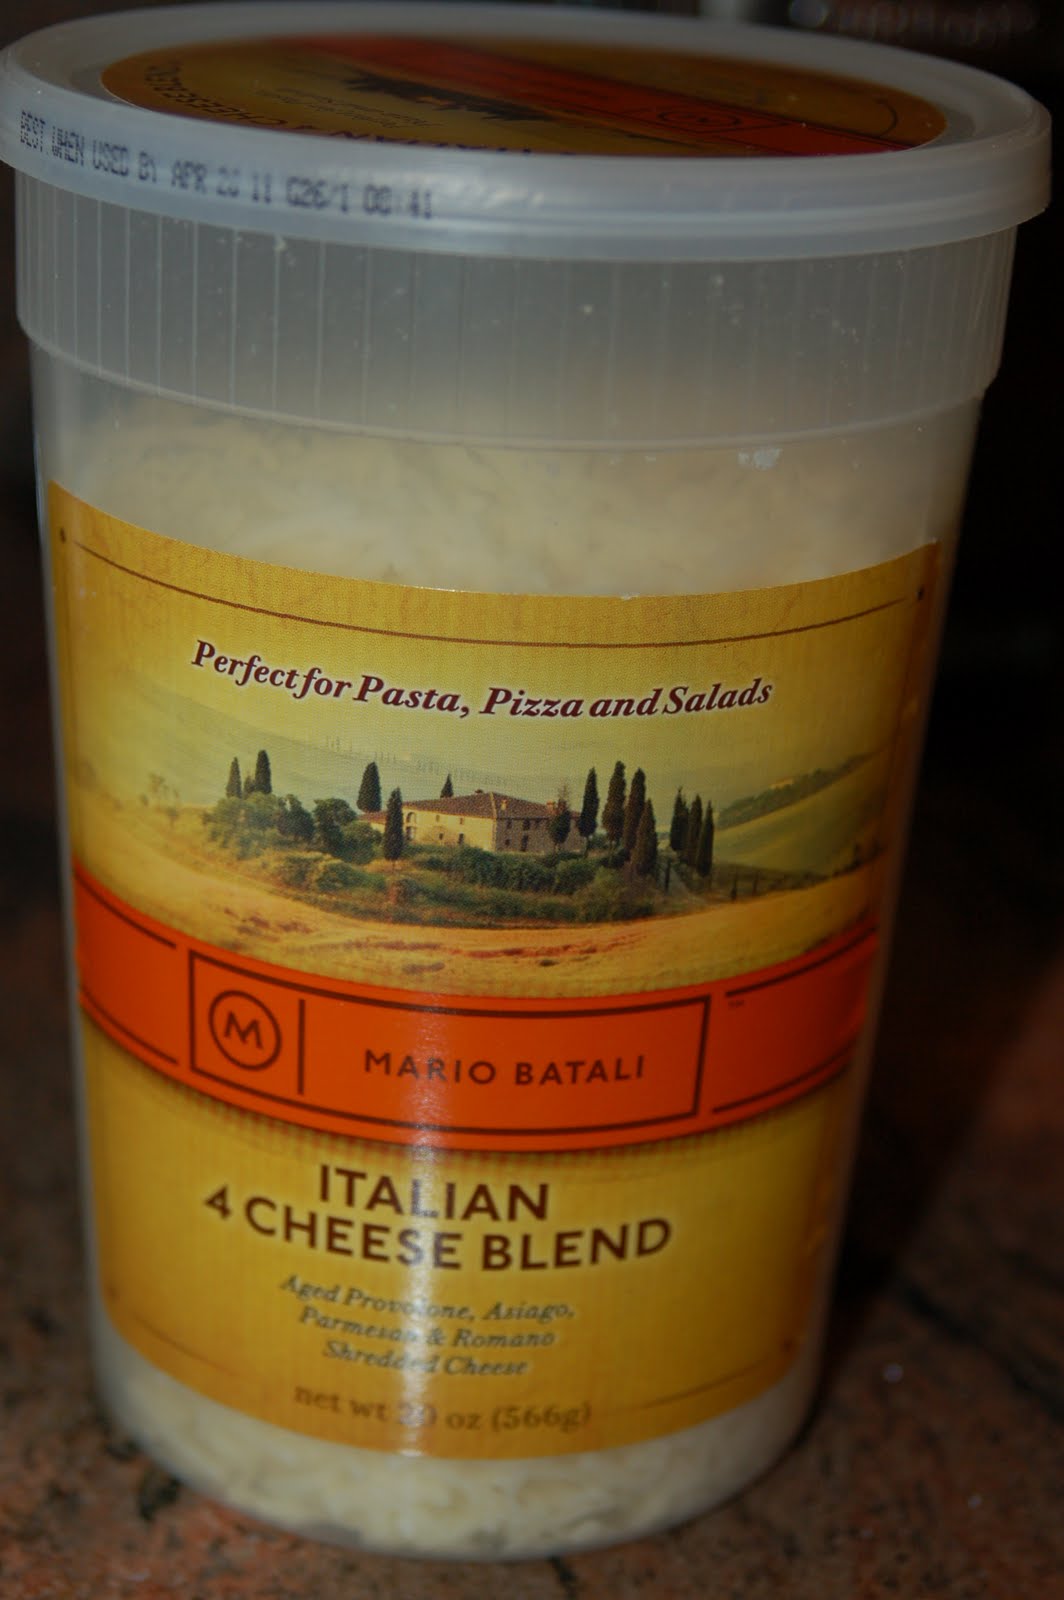 BEST WHEN USED BY APR 20 11 G26/1 08:41
Perfect for Pasta, Pizza and Salads
M
MARIO BATALI
TM
ITALIAN
4 CHEESE BLEND
Aged Provolone, Asiago,
Parmesan & Romano
Shredded Cheese
net wt 20 oz (566g)